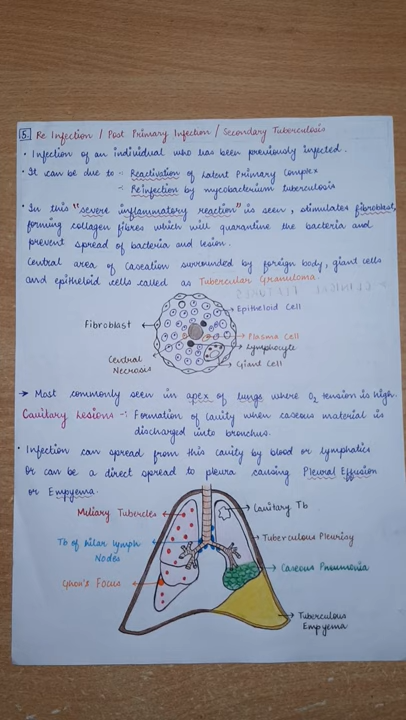 5. Re Infection / Post Primary Infection / Secondary Tuberculosis
• Infection of an individual who has been previously infected.
• It can be due to -: Reactivation of Latent Primary Complex
-: Reinfection by mycobacterium tuberculosis
• In this "severe inflammatory reaction" is seen, stimulates fibroblast,
forming collagen fibres which will quarantine the bacteria and
prevent spread of bacteria and lesion.
Central area of caseation surrounded by foreign body, giant cells
and epitheloid cells called as Tubercular Granuloma.
Epitheloid Cell
Fibroblast
Plasma Cell
Lymphocyte
Central
Necrosis
Giant Cell
→ Most commonly seen in apex of lungs where O2 tension is high.
Cavitary Lesions -: Formation of cavity when caseous material is
discharged into bronchus.
• Infection can spread from this cavity by blood or lymphatics
or can be a direct spread to pleura causing Pleural Effusion
or Empyema.
Miliary Tubercles
Cavitary Tb
Tb of hilar lymph
Nodes
Tuberculous Pleurisy
Caseous Pneumonia
Ghon's Focus
Tuberculous
Empyema